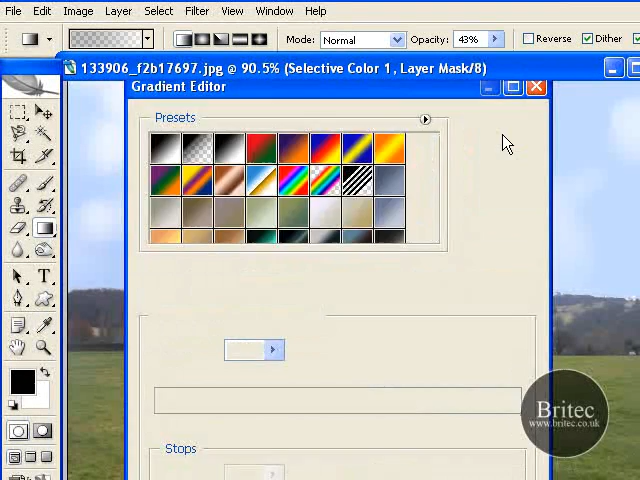 File Edit Image Layer Select Filter View Window Help
Mode: Normal Opacity: 43% Reverse Dither
133906_f2b17697.jpg @ 90.5% (Selective Color 1, Layer Mask/8)
Gradient Editor
Presets
T
Stops
Britec
www.britec.co.uk